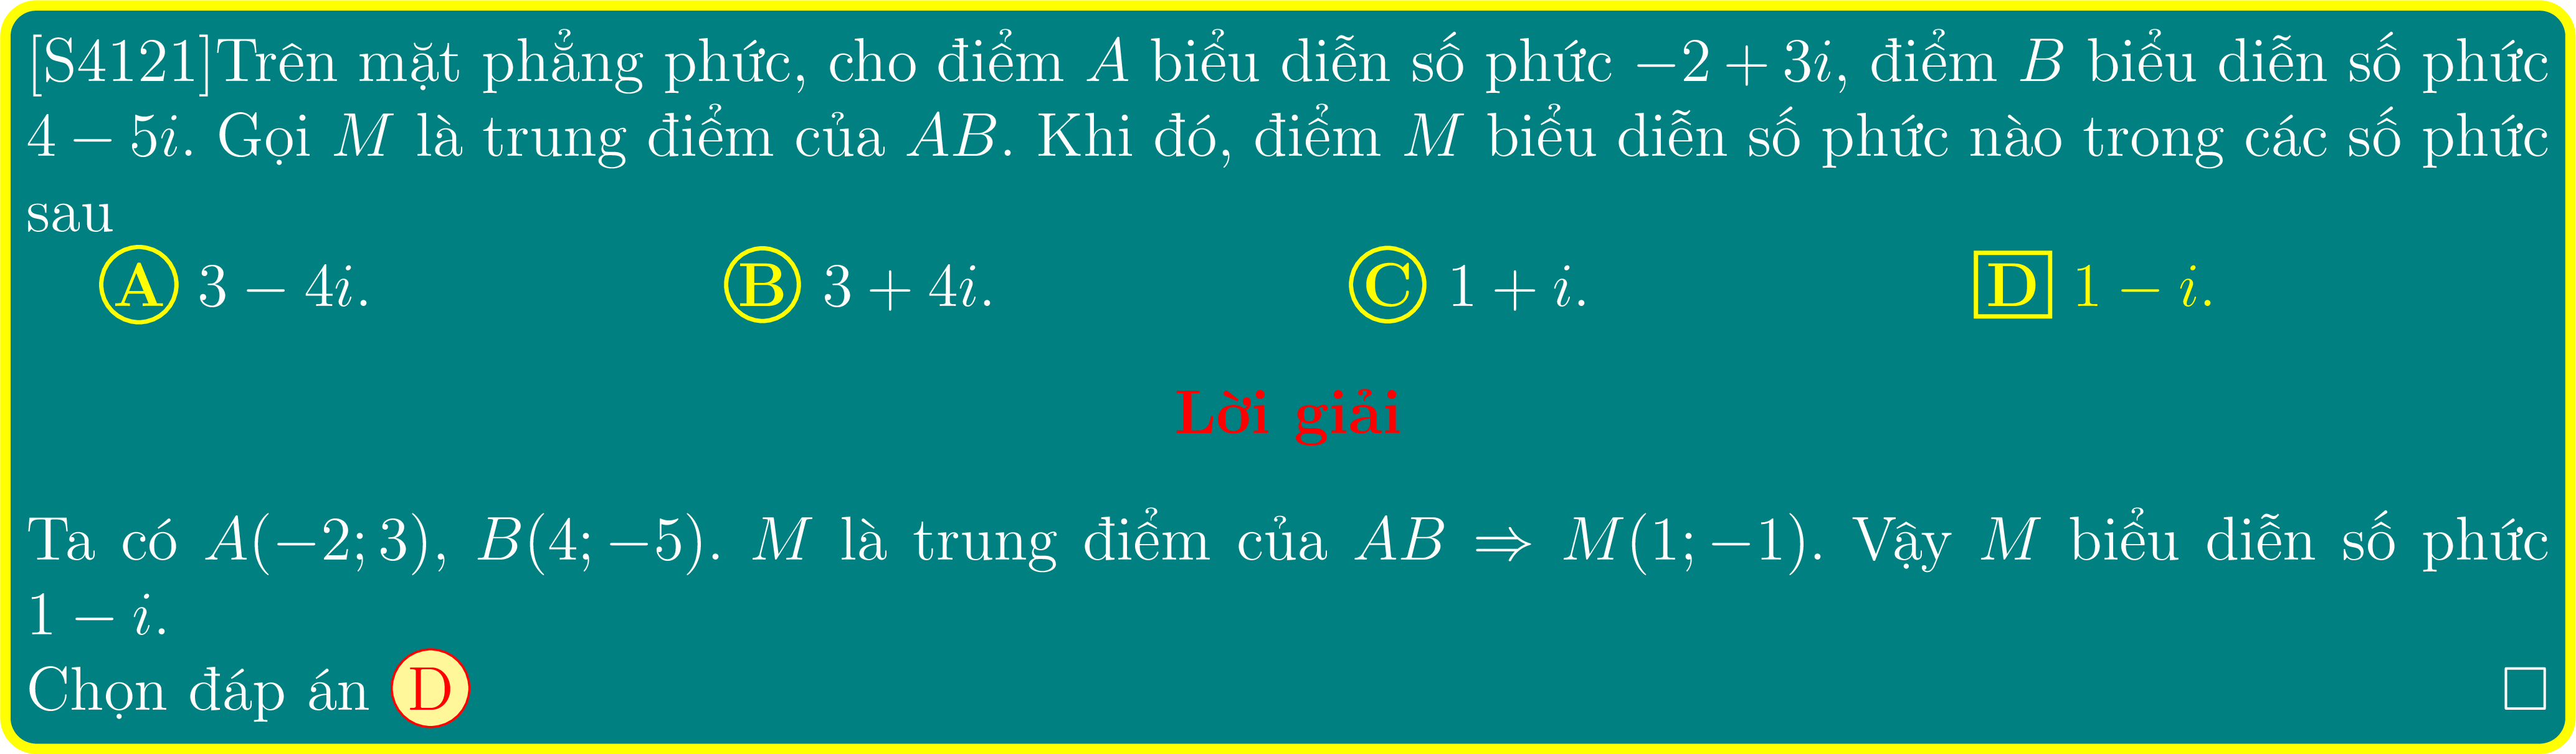 [S4121]Trên mặt phẳng phức, cho điểm A biểu diễn số phức −2 + 3i, điểm B biểu diễn số phức
4 − 5i. Gọi M là trung điểm của AB. Khi đó, điểm M biểu diễn số phức nào trong các số phức
sau
A 3 − 4i. B 3 + 4i. C 1 + i. D 1 − i.
Lời giải
Ta có A(−2; 3), B(4; −5). M là trung điểm của AB ⇒ M(1; −1). Vậy M biểu diễn số phức
1 − i.
Chọn đáp án D □